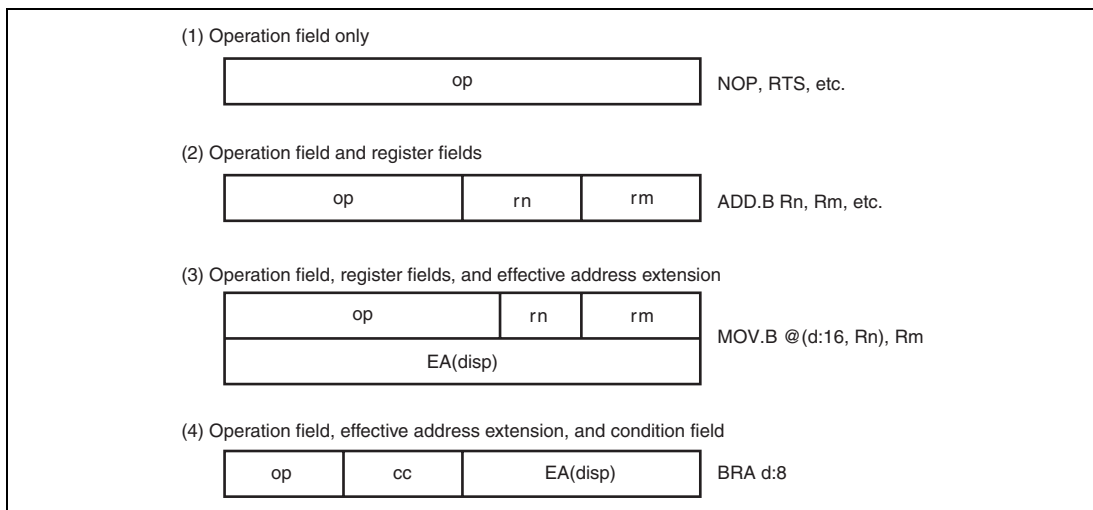 (1) Operation field only
op
NOP, RTS, etc.
(2) Operation field and register fields
op rn rm
ADD.B Rn, Rm, etc.
(3) Operation field, register fields, and effective address extension
op rn rm
EA(disp)
MOV.B @(d:16, Rn), Rm
(4) Operation field, effective address extension, and condition field
op cc EA(disp)
BRA d:8